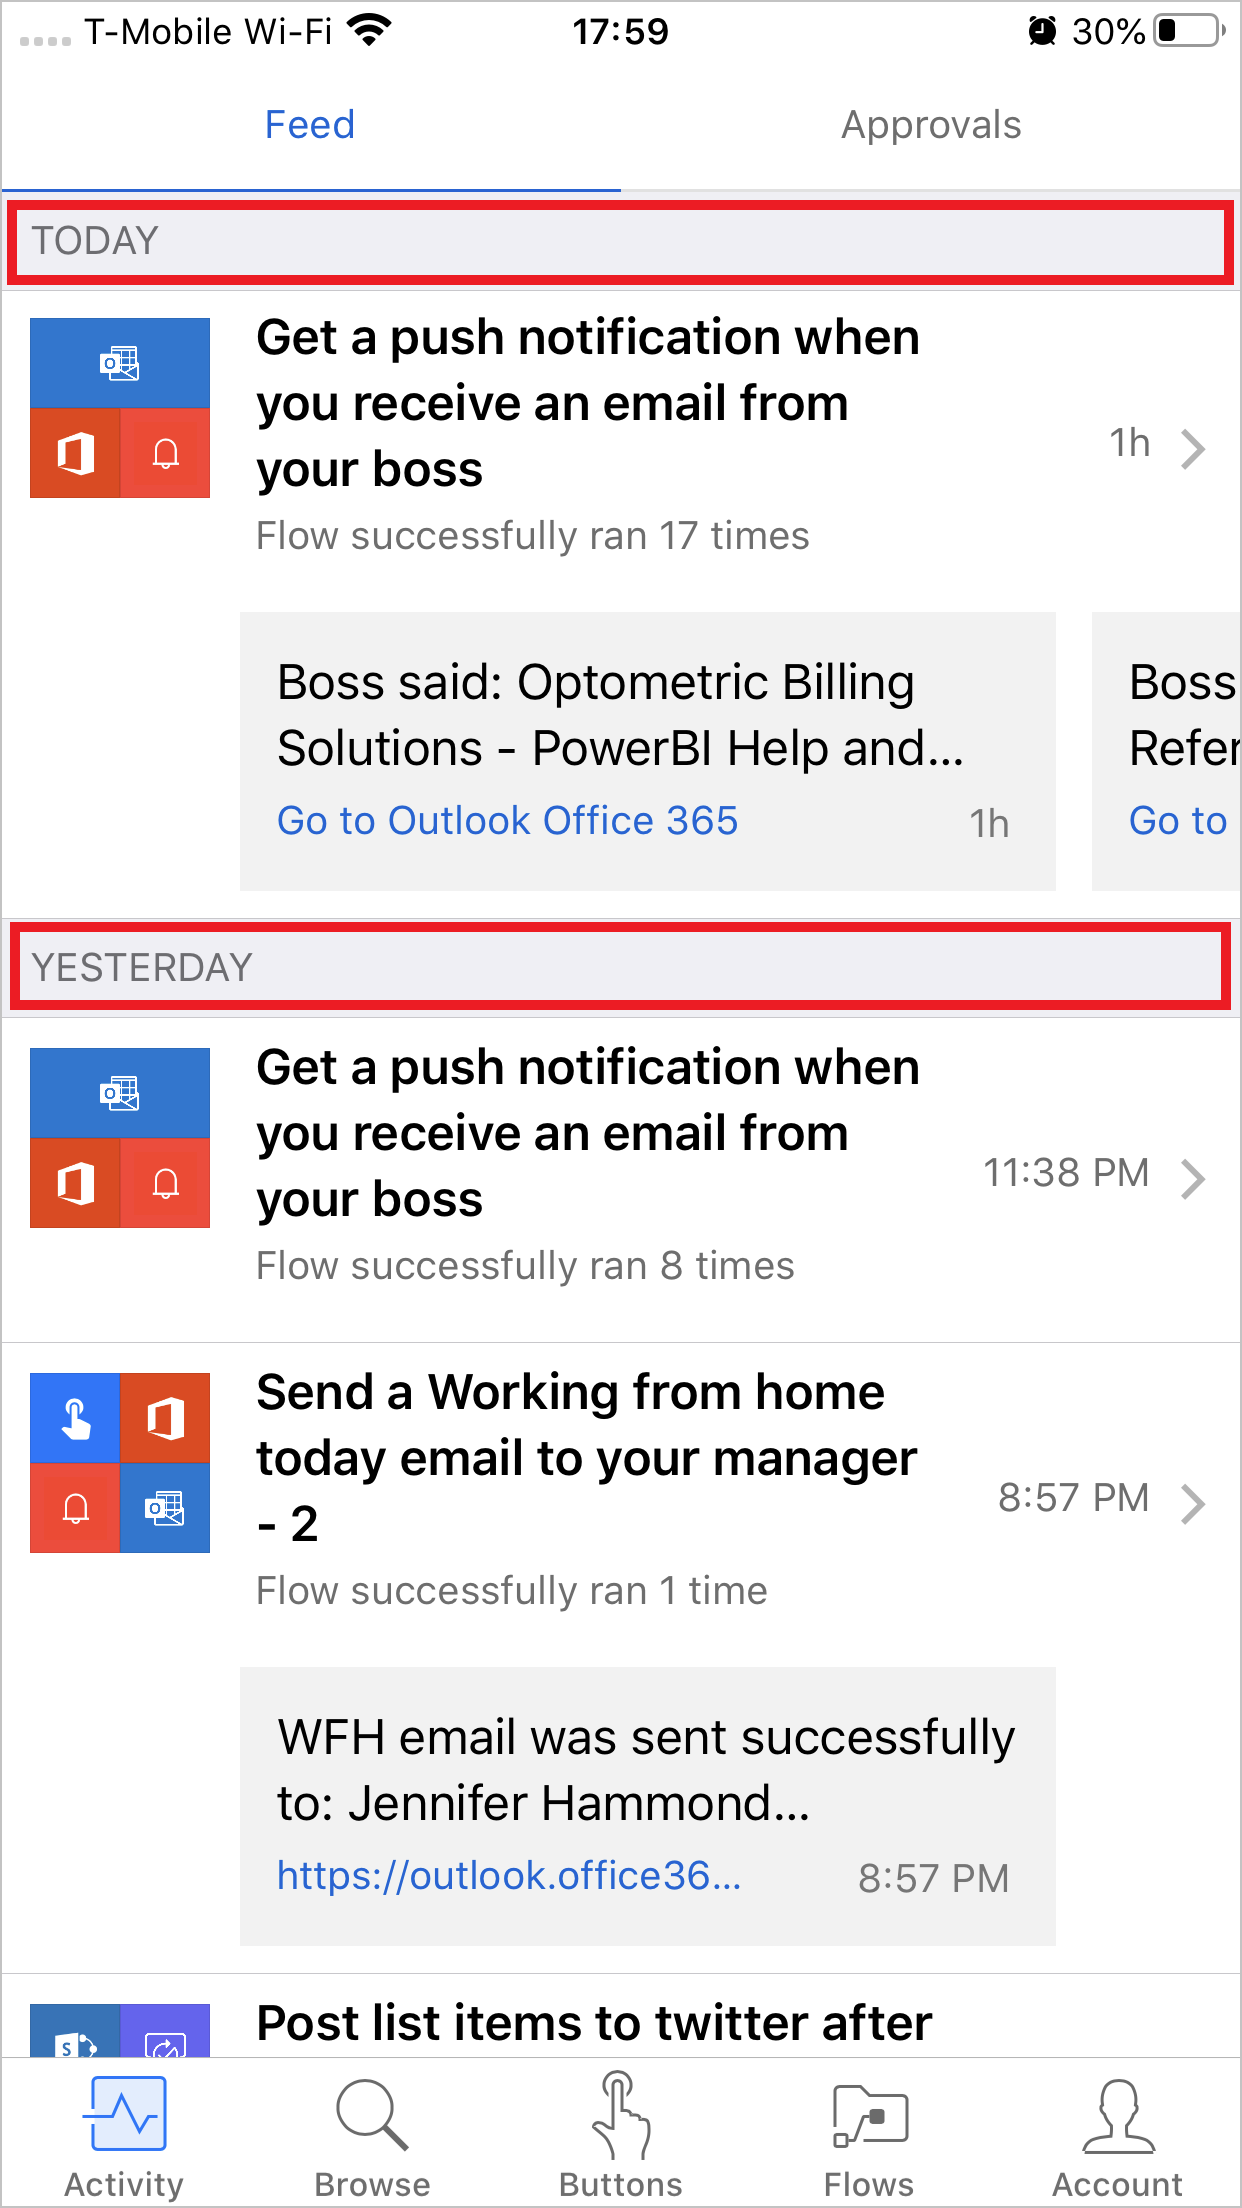 T-Mobile Wi-Fi 17:59 30%
Feed Approvals
TODAY
Get a push notification when
you receive an email from
your boss
1h
Flow successfully ran 17 times
Boss said: Optometric Billing
Solutions - PowerBI Help and...
Go to Outlook Office 365 1h
Boss
Refer
Go to
YESTERDAY
Get a push notification when
you receive an email from
your boss
11:38 PM
Flow successfully ran 8 times
Send a Working from home
today email to your manager
- 2
8:57 PM
Flow successfully ran 1 time
WFH email was sent successfully
to: Jennifer Hammond...
https://outlook.office36... 8:57 PM
Post list items to twitter after
Activity Browse Buttons Flows Account